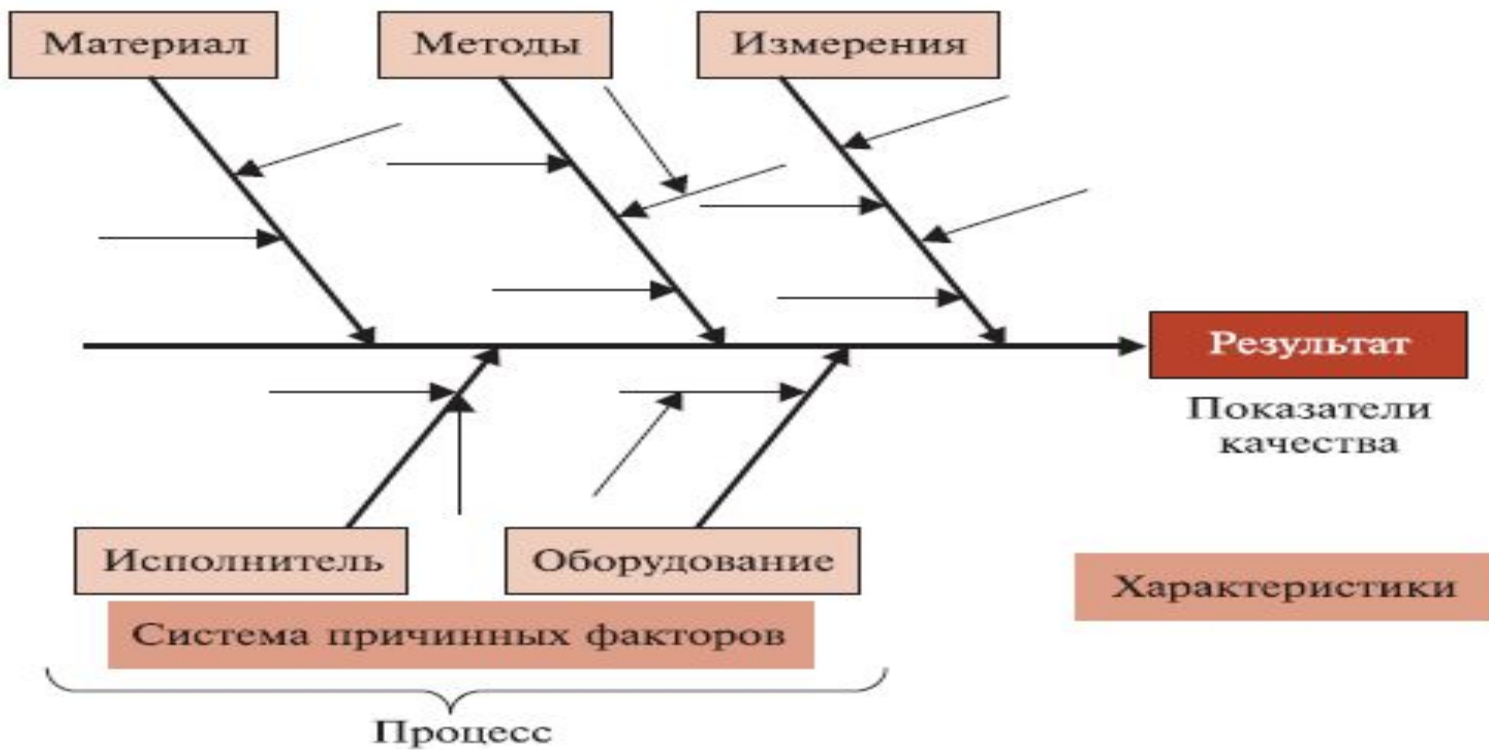 Материал
Методы
Измерения
Результат
Показатели
качества
Исполнитель
Оборудование
Характеристики
Система причинных факторов
Процесс